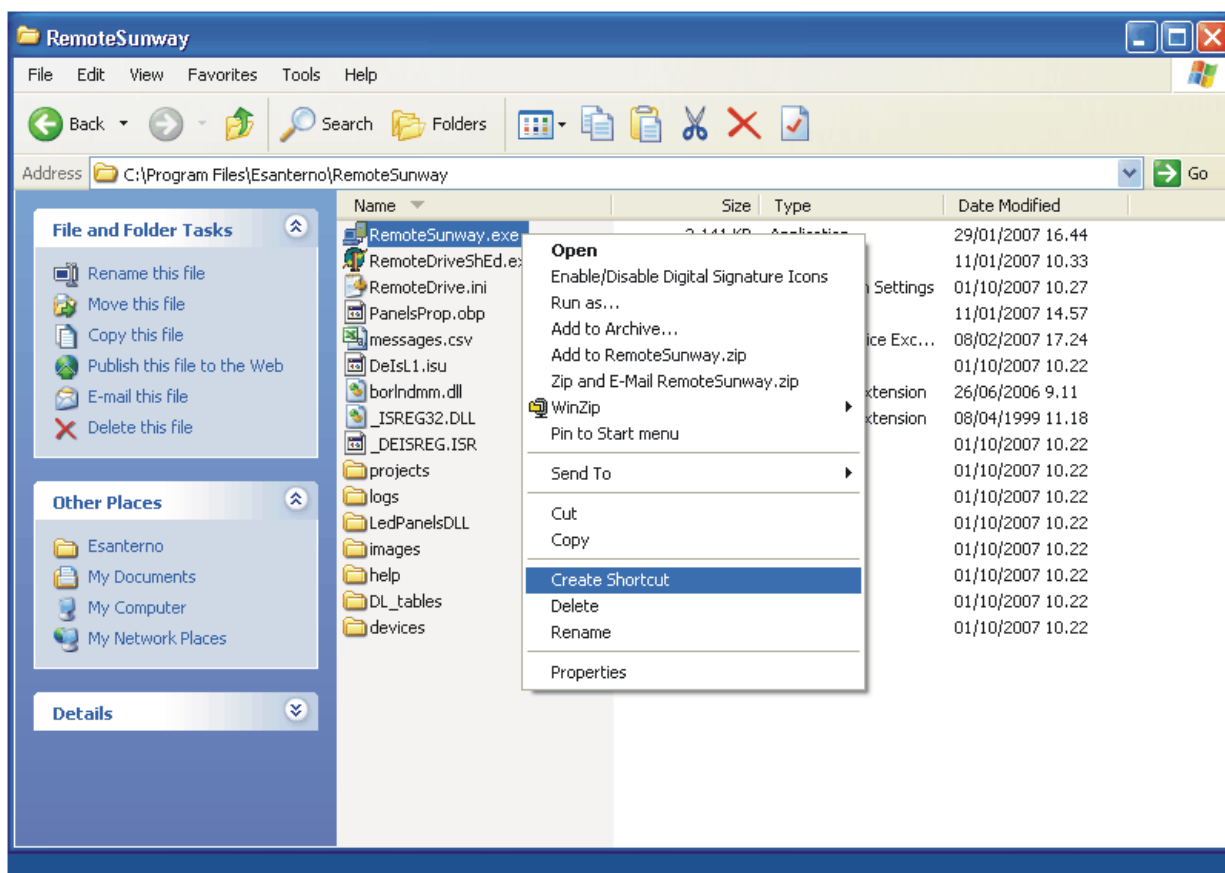 RemoteSunway
File Edit View Favorites Tools Help
Back Search Folders
Address C:\Program Files\Esanterno\RemoteSunway Go
Name Size Type Date Modified
File and Folder Tasks
Rename this file
Move this file
Copy this file
Publish this file to the Web
E-mail this file
Delete this file
Other Places
Esanterno
My Documents
My Computer
My Network Places
Details
RemoteSunway.exe 2.141 KB Application 29/01/2007 16.44
RemoteDriveShEd.ex 11/01/2007 10.33
RemoteDrive.ini Settings 01/10/2007 10.27
PanelsProp.obp 11/01/2007 14.57
messages.csv ice Exc... 08/02/2007 17.24
DeIsL1.isu 01/10/2007 10.22
borlndmm.dll xtension 26/06/2006 9.11
_ISREG32.DLL xtension 08/04/1999 11.18
_DEISREG.ISR 01/10/2007 10.22
projects 01/10/2007 10.22
logs 01/10/2007 10.22
LedPanelsDLL 01/10/2007 10.22
images 01/10/2007 10.22
help 01/10/2007 10.22
DL_tables 01/10/2007 10.22
devices 01/10/2007 10.22
Open
Enable/Disable Digital Signature Icons
Run as...
Add to Archive...
Add to RemoteSunway.zip
Zip and E-Mail RemoteSunway.zip
WinZip
Pin to Start menu
Send To
Cut
Copy
Create Shortcut
Delete
Rename
Properties